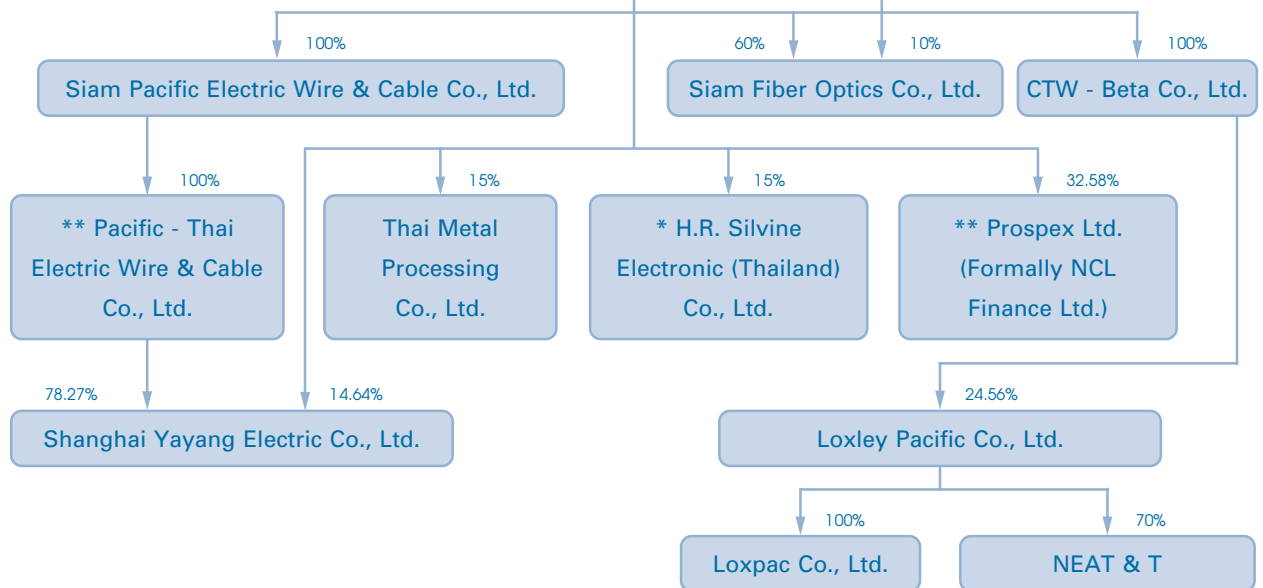 100%
60%
10%
100%
Siam Pacific Electric Wire & Cable Co., Ltd.
Siam Fiber Optics Co., Ltd.
CTW - Beta Co., Ltd.
100%
15%
15%
32.58%
** Pacific - Thai
Electric Wire & Cable
Co., Ltd.
Thai Metal
Processing
Co., Ltd.
* H.R. Silvine
Electronic (Thailand)
Co., Ltd.
** Prospex Ltd.
(Formally NCL
Finance Ltd.)
78.27%
14.64%
24.56%
Shanghai Yayang Electric Co., Ltd.
Loxley Pacific Co., Ltd.
100%
70%
Loxpac Co., Ltd.
NEAT & T